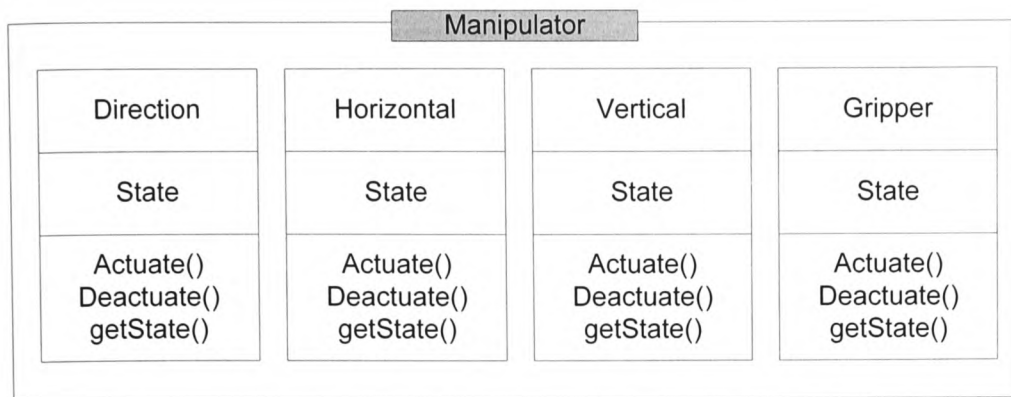 Manipulator
Direction
State
Actuate()
Deactuate()
getState()
Horizontal
State
Actuate()
Deactuate()
getState()
Vertical
State
Actuate()
Deactuate()
getState()
Gripper
State
Actuate()
Deactuate()
getState()